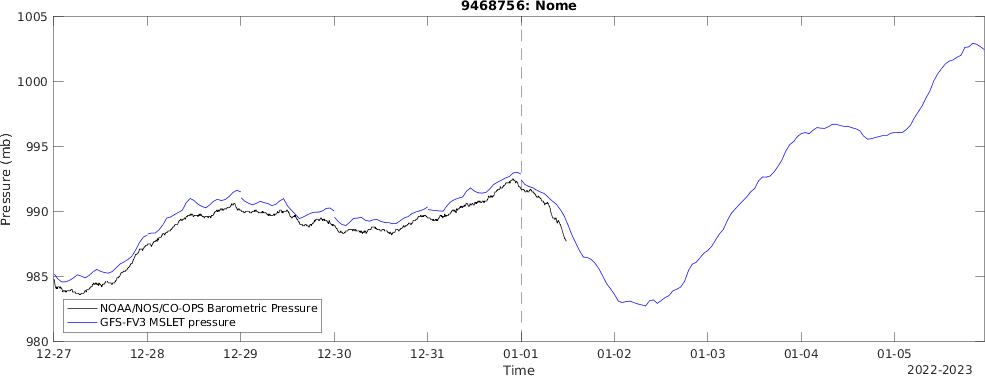 9468756: Nome
1005
1000
995
990
985
980
Pressure (mb)
NOAA/NOS/CO-OPS Barometric Pressure
GFS-FV3 MSLET pressure
12-27 12-28 12-29 12-30 12-31 01-01 01-02 01-03 01-04 01-05
Time
2022-2023